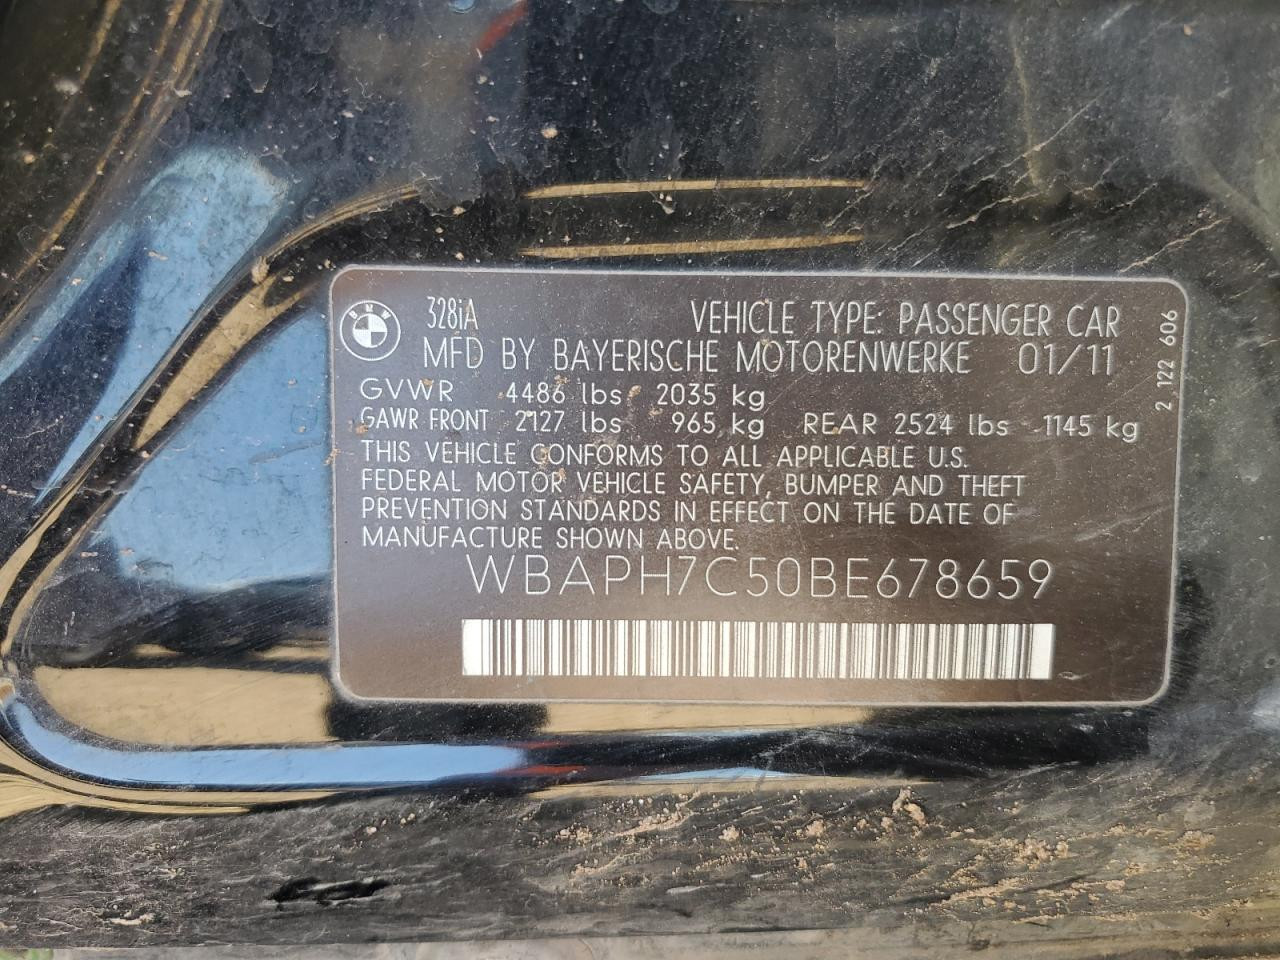 BMW
328iA VEHICLE TYPE: PASSENGER CAR
MFD BY BAYERISCHE MOTORENWERKE 01/11
GVWR 4486 lbs 2035 kg
GAWR FRONT 2127 lbs 965 kg REAR 2524 lbs 1145 kg
THIS VEHICLE CONFORMS TO ALL APPLICABLE U.S.
FEDERAL MOTOR VEHICLE SAFETY, BUMPER AND THEFT
PREVENTION STANDARDS IN EFFECT ON THE DATE OF
MANUFACTURE SHOWN ABOVE.
WBAPH7C50BE678659
2 122 606